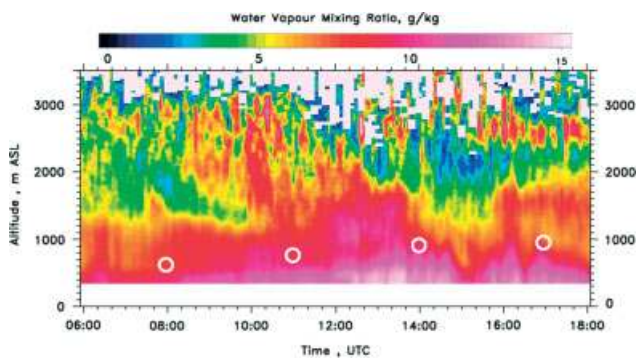 Water Vapour Mixing Ratio, g/kg
0 5 10 15
3000 3000
2000 2000
1000 1000
0 0
Altitude , m ASL
06:00 08:00 10:00 12:00 14:00 16:00 18:00
Time , UTC